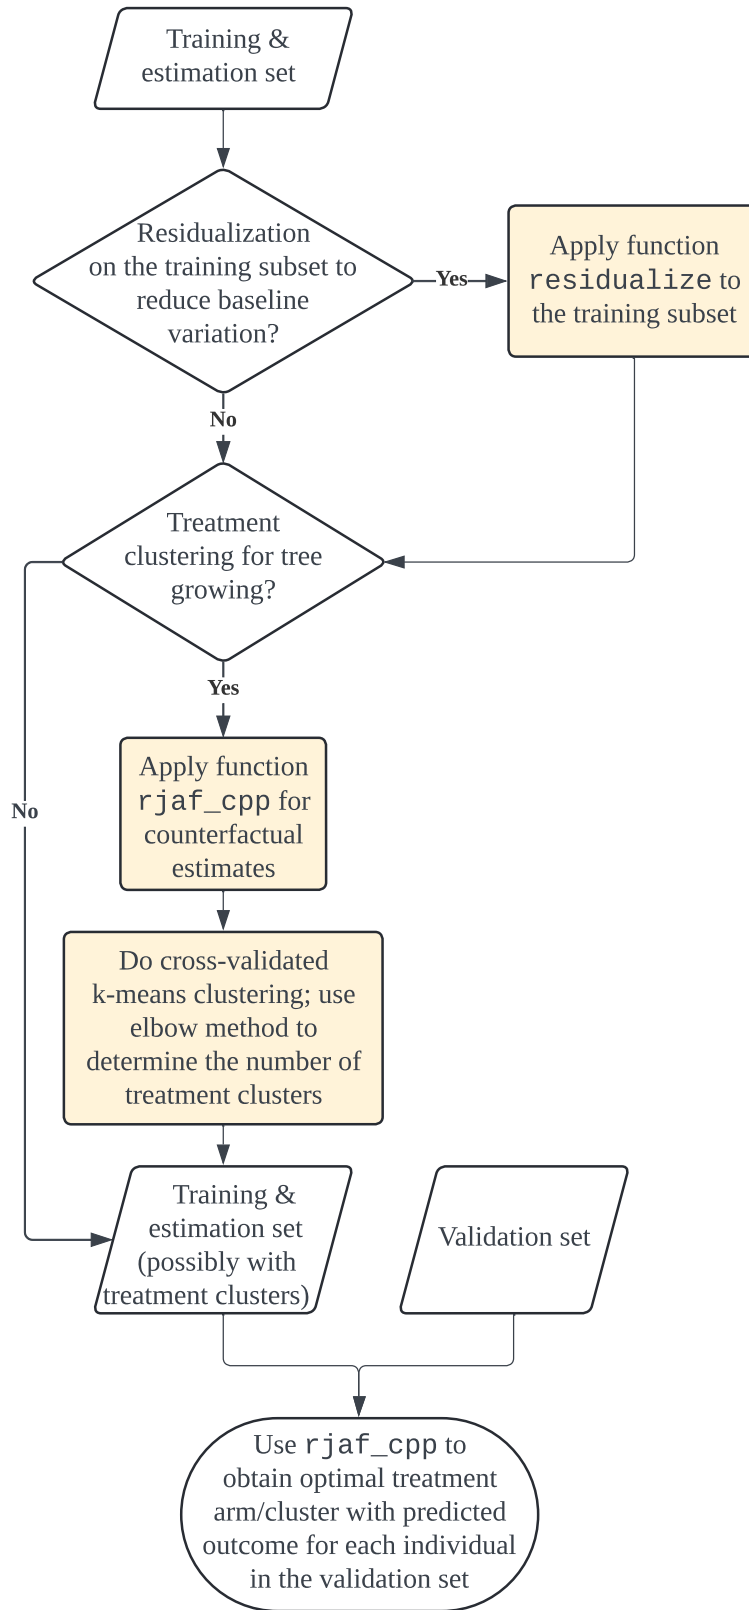 Training &
estimation set
Residualization
on the training subset to
reduce baseline
variation?
Yes
Apply function
residualize to
the training subset
No
Treatment
clustering for tree
growing?
Yes
Apply function
rjaf_cpp for
counterfactual
estimates
No
Do cross-validated
k-means clustering; use
elbow method to
determine the number of
treatment clusters
Training &
estimation set
(possibly with
treatment clusters)
Validation set
Use rjaf_cpp to
obtain optimal treatment
arm/cluster with predicted
outcome for each individual
in the validation set